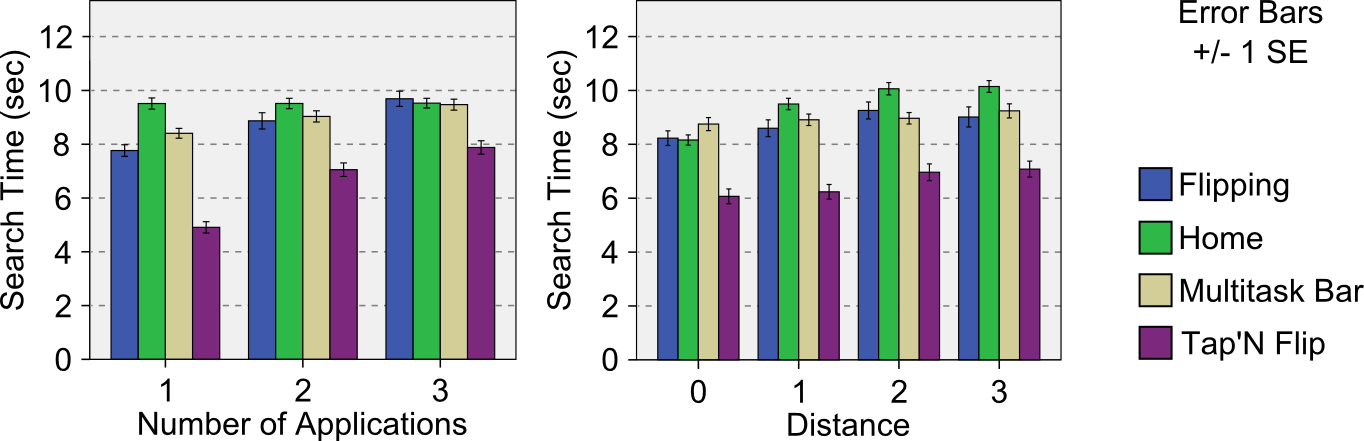 Search Time (sec)
12
10
8
6
4
2
0
1 2 3
Number of Applications
Search Time (sec)
12
10
8
6
4
2
0
0 1 2 3
Distance
Error Bars
+/- 1 SE
Flipping
Home
Multitask Bar
Tap'N Flip